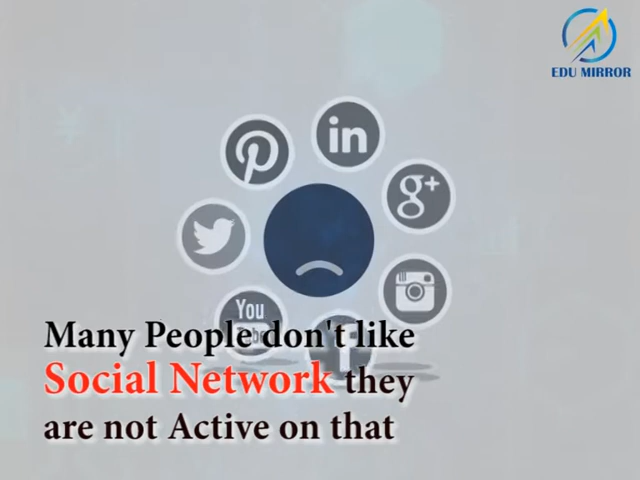 EDU MIRROR
in
g+
You
Many People don't like
Social Network they
are not Active on that